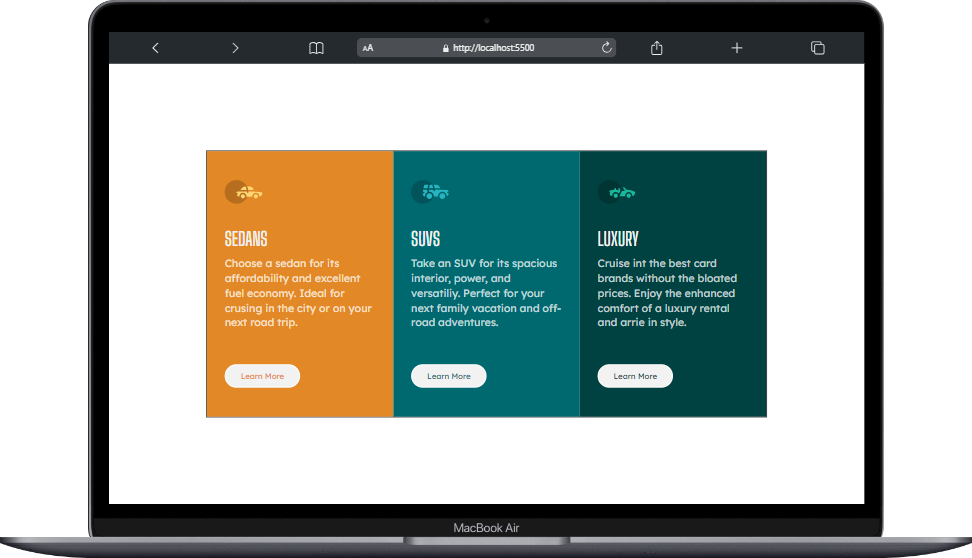 AA
http://localhost:5500
SEDANS
Choose a sedan for its
affordability and excellent
fuel economy. Ideal for
crusing in the city or on your
next road trip.
Learn More
SUVS
Take an SUV for its spacious
interior, power, and
versatiliy. Perfect for your
next family vacation and off-
road adventures.
Learn More
LUXURY
Cruise int the best card
brands without the bloated
prices. Enjoy the enhanced
comfort of a luxury rental
and arrie in style.
Learn More
MacBook Air